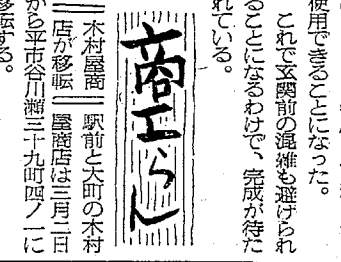 使用できることになった。
これで玄関前の混雑も避けられ
ることになるわけで、完成が待た
れている。
商工らん
木村屋商
店が移転
駅前と大町の木村
屋商店は三月二日
から平市谷川瀬三十九町四ノ一に
移転する。